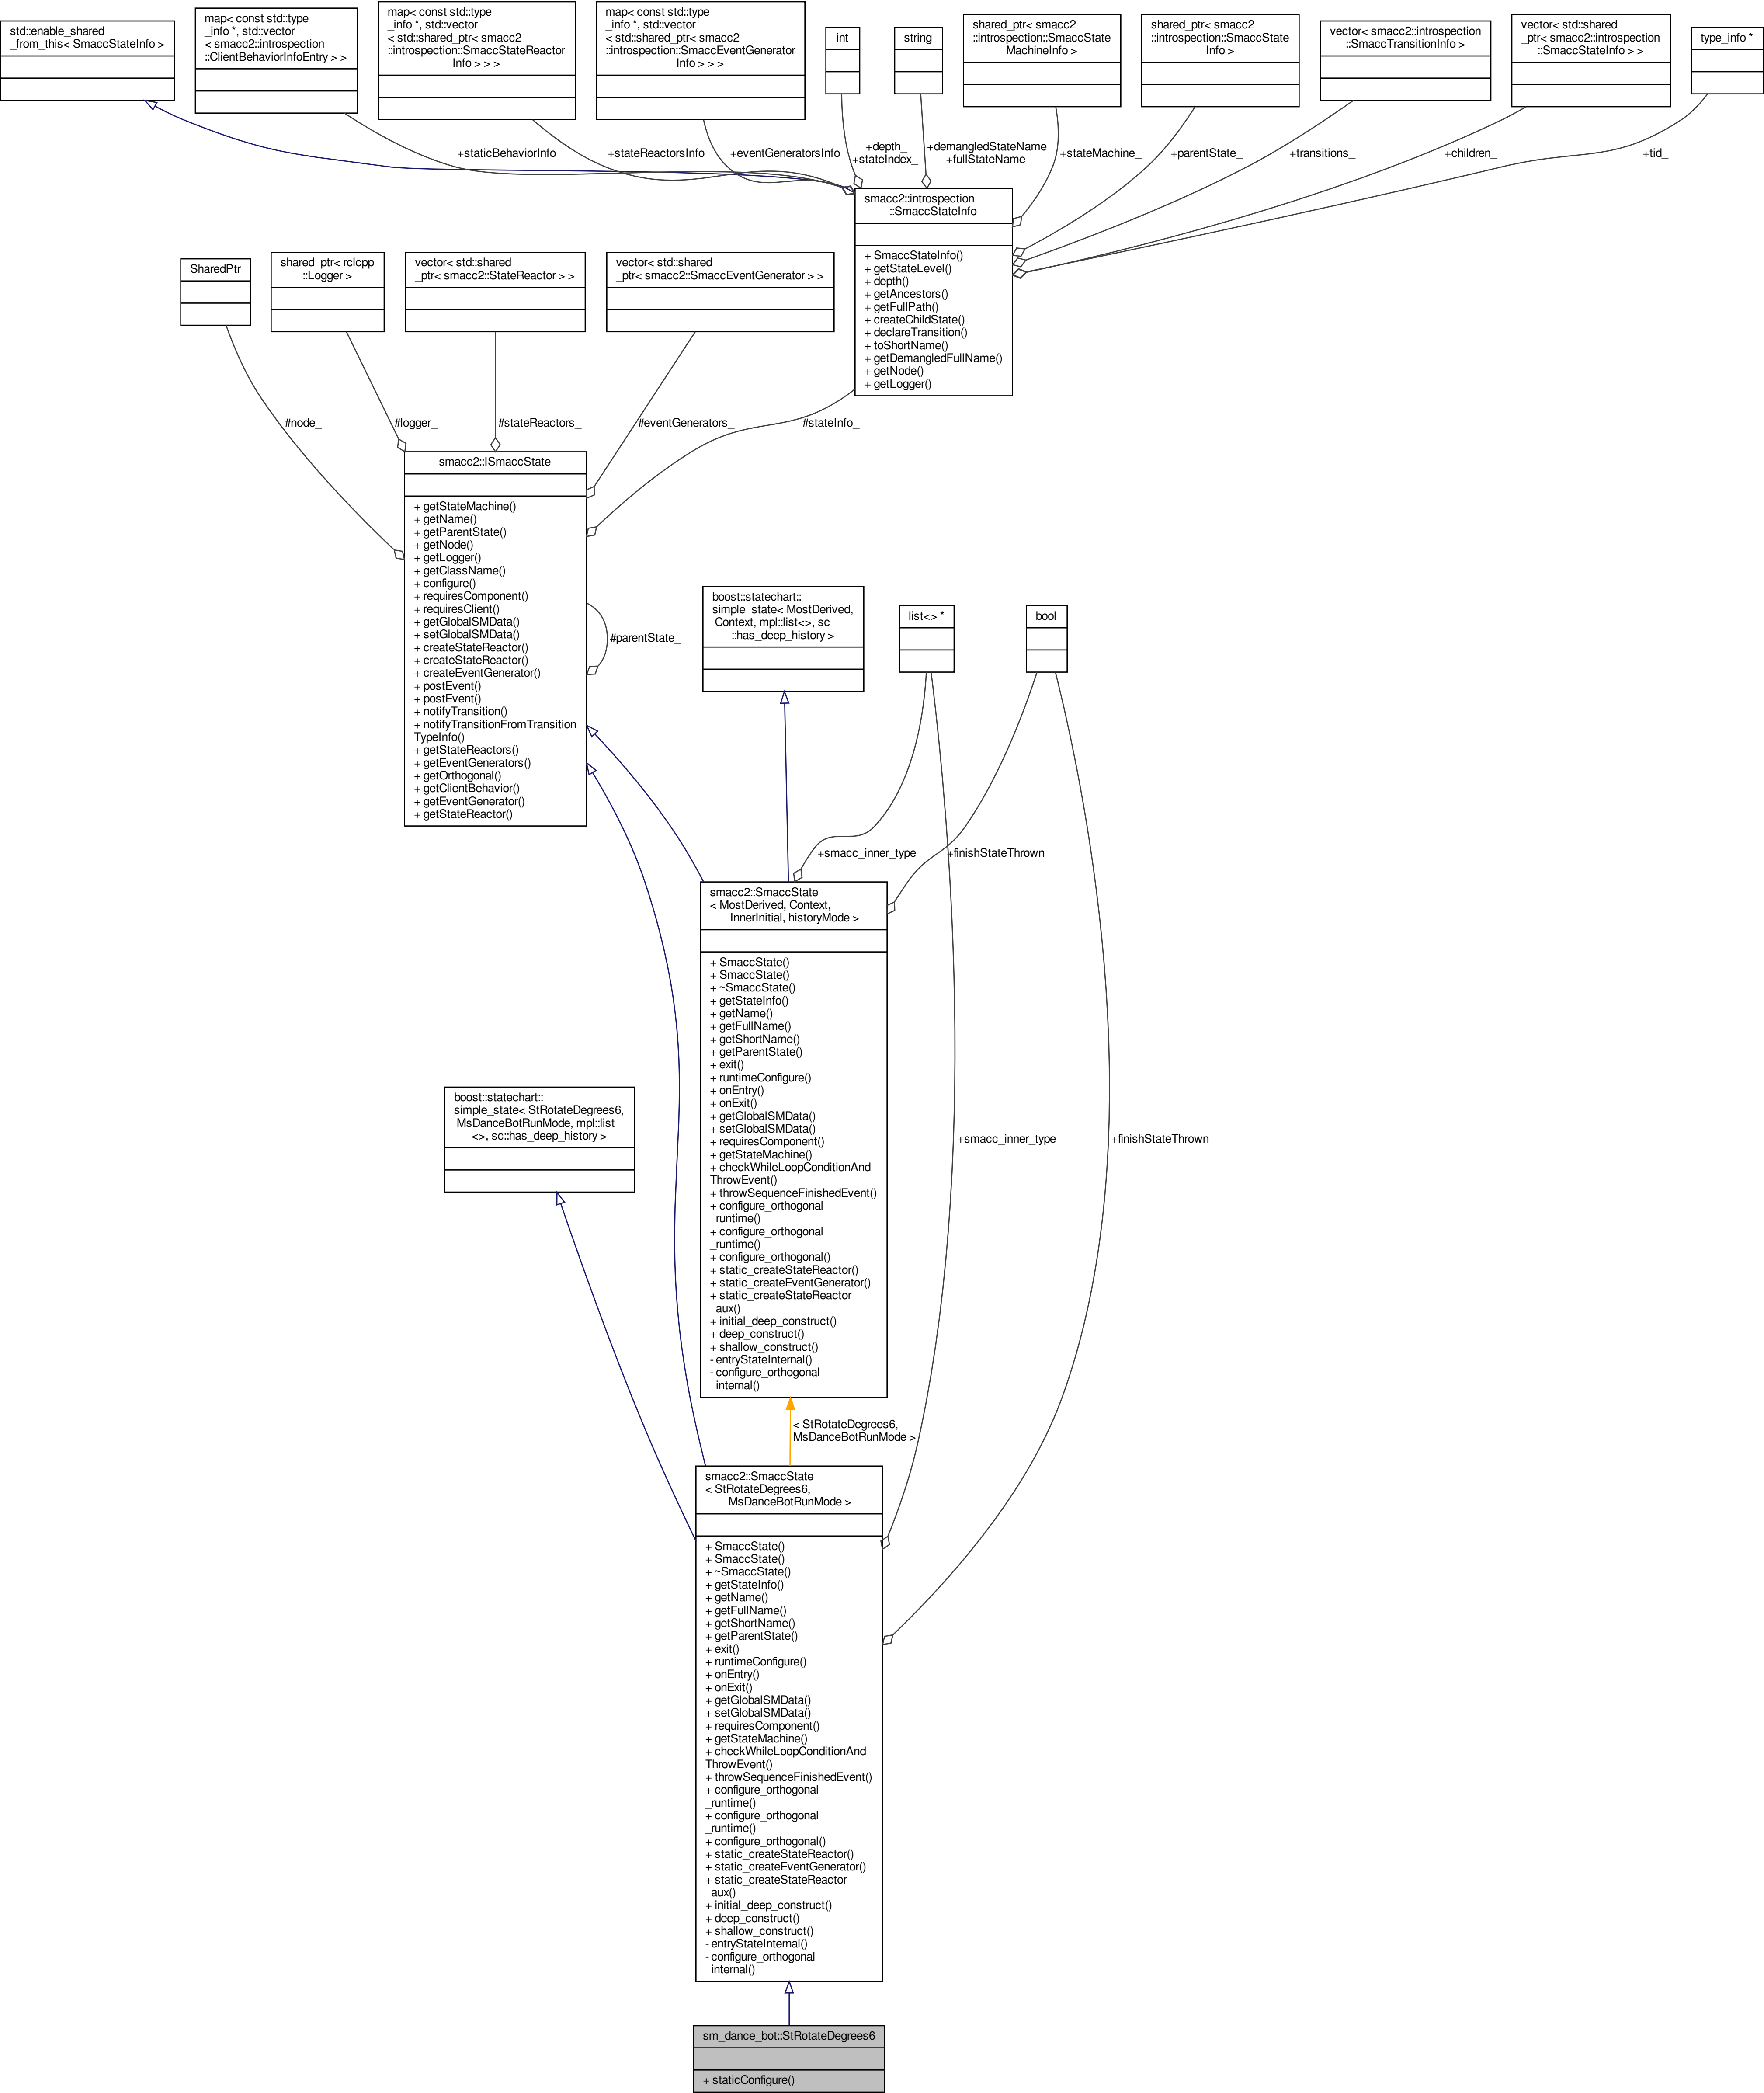 std::enable_shared
_from_this< SmaccStateInfo >
map< const std::type
_info *, std::vector
< smacc2::introspection
::ClientBehaviorInfoEntry > >
map< const std::type
_info *, std::vector
< std::shared_ptr< smacc2
::introspection::SmaccStateReactor
Info > > >
map< const std::type
_info *, std::vector
< std::shared_ptr< smacc2
::introspection::SmaccEventGenerator
Info > > >
int
string
shared_ptr< smacc2
::introspection::SmaccState
MachineInfo >
shared_ptr< smacc2
::introspection::SmaccState
Info >
vector< smacc2::introspection
::SmaccTransitionInfo >
vector< std::shared
_ptr< smacc2::introspection
::SmaccStateInfo > >
type_info *
+staticBehaviorInfo
+stateReactorsInfo
+eventGeneratorsInfo
+depth_
+stateIndex_
+demangledStateName
+fullStateName
+stateMachine_
+parentState_
+transitions_
+children_
+tid_
smacc2::introspection
::SmaccStateInfo
+ SmaccStateInfo()
+ getStateLevel()
+ depth()
+ getAncestors()
+ getFullPath()
+ createChildState()
+ declareTransition()
+ toShortName()
+ getDemangledFullName()
+ getNode()
+ getLogger()
SharedPtr
shared_ptr< rclcpp
::Logger >
vector< std::shared
_ptr< smacc2::StateReactor > >
vector< std::shared
_ptr< smacc2::SmaccEventGenerator > >
#node_
#logger_
#stateReactors_
#eventGenerators_
#stateInfo_
smacc2::ISmaccState
+ getStateMachine()
+ getName()
+ getParentState()
+ getNode()
+ getLogger()
+ getClassName()
+ configure()
+ requiresComponent()
+ requiresClient()
+ getGlobalSMData()
+ setGlobalSMData()
+ createStateReactor()
+ createStateReactor()
+ createEventGenerator()
+ postEvent()
+ postEvent()
+ notifyTransition()
+ notifyTransitionFromTransition
TypeInfo()
+ getStateReactors()
+ getEventGenerators()
+ getOrthogonal()
+ getClientBehavior()
+ getEventGenerator()
+ getStateReactor()
#parentState_
boost::statechart::
simple_state< MostDerived,
Context, mpl::list<>, sc
::has_deep_history >
list<> *
bool
+smacc_inner_type
+finishStateThrown
smacc2::SmaccState
< MostDerived, Context,
InnerInitial, historyMode >
+ SmaccState()
+ SmaccState()
+ ~SmaccState()
+ getStateInfo()
+ getName()
+ getFullName()
+ getShortName()
+ getParentState()
+ exit()
+ runtimeConfigure()
+ onEntry()
+ onExit()
+ getGlobalSMData()
+ setGlobalSMData()
+ requiresComponent()
+ getStateMachine()
+ checkWhileLoopConditionAnd
ThrowEvent()
+ throwSequenceFinishedEvent()
+ configure_orthogonal
_runtime()
+ configure_orthogonal
_runtime()
+ configure_orthogonal()
+ static_createStateReactor()
+ static_createEventGenerator()
+ static_createStateReactor
_aux()
+ initial_deep_construct()
+ deep_construct()
+ shallow_construct()
- entryStateInternal()
- configure_orthogonal
_internal()
boost::statechart::
simple_state< StRotateDegrees6,
MsDanceBotRunMode, mpl::list
<>, sc::has_deep_history >
+smacc_inner_type
+finishStateThrown
< StRotateDegrees6,
MsDanceBotRunMode >
smacc2::SmaccState
< StRotateDegrees6,
MsDanceBotRunMode >
+ SmaccState()
+ SmaccState()
+ ~SmaccState()
+ getStateInfo()
+ getName()
+ getFullName()
+ getShortName()
+ getParentState()
+ exit()
+ runtimeConfigure()
+ onEntry()
+ onExit()
+ getGlobalSMData()
+ setGlobalSMData()
+ requiresComponent()
+ getStateMachine()
+ checkWhileLoopConditionAnd
ThrowEvent()
+ throwSequenceFinishedEvent()
+ configure_orthogonal
_runtime()
+ configure_orthogonal
_runtime()
+ configure_orthogonal()
+ static_createStateReactor()
+ static_createEventGenerator()
+ static_createStateReactor
_aux()
+ initial_deep_construct()
+ deep_construct()
+ shallow_construct()
- entryStateInternal()
- configure_orthogonal
_internal()
sm_dance_bot::StRotateDegrees6
+ staticConfigure()